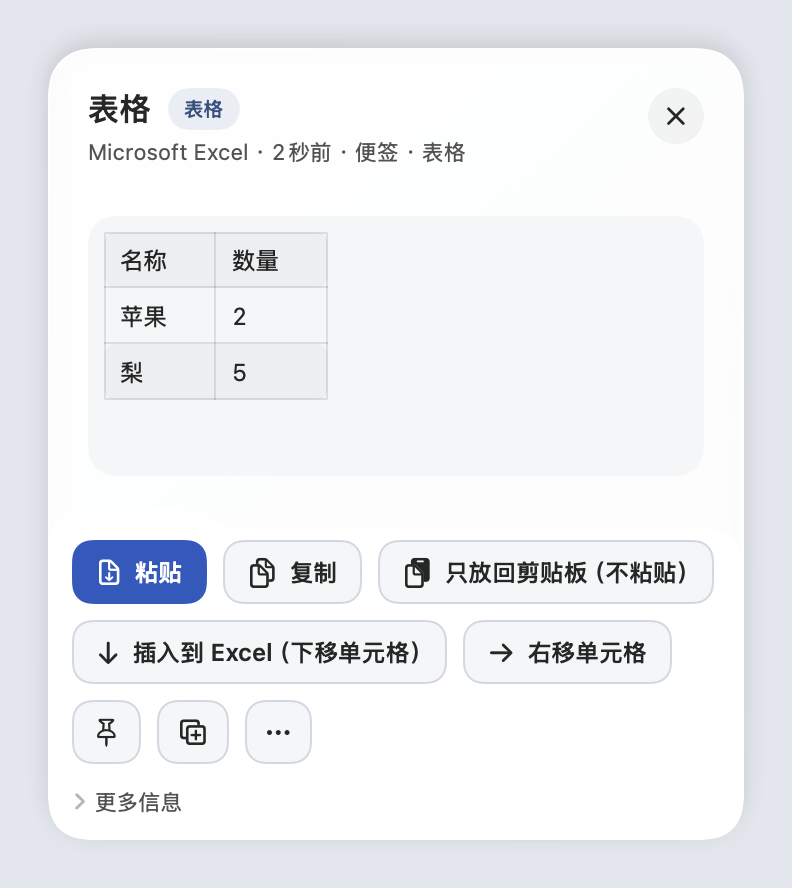 表格 表格
Microsoft Excel · 2 秒前 · 便签 · 表格
名称 数量
苹果 2
梨 5
粘贴 复制 只放回剪贴板（不粘贴）
插入到 Excel（下移单元格） 右移单元格
更多信息